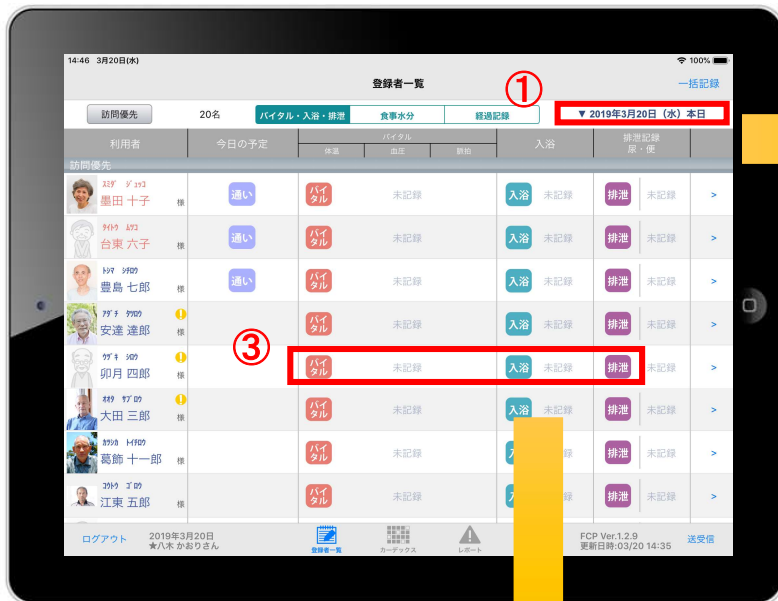 14:46 3月20日(水)
100%
登録者一覧
①
一括記録
訪問優先
20名
バイタル・入浴・排泄
食事水分
経過記録
▼ 2019年3月20日（水）本日
利用者
今日の予定
バイタル
体温
血圧
脈拍
入浴
排泄記録
尿・便
訪問優先
ｽﾐﾀﾞ ｼﾞｭｯｺ
墨田 十子 様
通い
バイタル
未記録
入浴
未記録
排泄
未記録
>
ﾀｲﾄｳ ﾑﾂｺ
台東 六子 様
通い
バイタル
未記録
入浴
未記録
排泄
未記録
>
ﾄｼﾏ ｼﾁﾛｳ
豊島 七郎 様
通い
バイタル
未記録
入浴
未記録
排泄
未記録
>
ｱﾀﾞﾁ ﾀﾂﾛｳ
安達 達郎 様
バイタル
未記録
入浴
未記録
排泄
未記録
>
③
ｳﾂﾞｷ ｼﾛｳ
卯月 四郎 様
バイタル
未記録
入浴
未記録
排泄
未記録
>
ｵｵﾀ ｻﾌﾞﾛｳ
大田 三郎 様
バイタル
未記録
入浴
未記録
排泄
未記録
>
ｶﾂｼｶ ﾄｲﾁﾛｳ
葛飾 十一郎 様
バイタル
未記録
排泄
未記録
>
ｺｳﾄｳ ｺﾞﾛｳ
江東 五郎 様
バイタル
未記録
排泄
未記録
>
ログアウト
2019年3月20日
★八木 かおりさん
登録者一覧
カーデックス
レポート
FCP Ver.1.2.9
更新日時:03/20 14:35
送受信